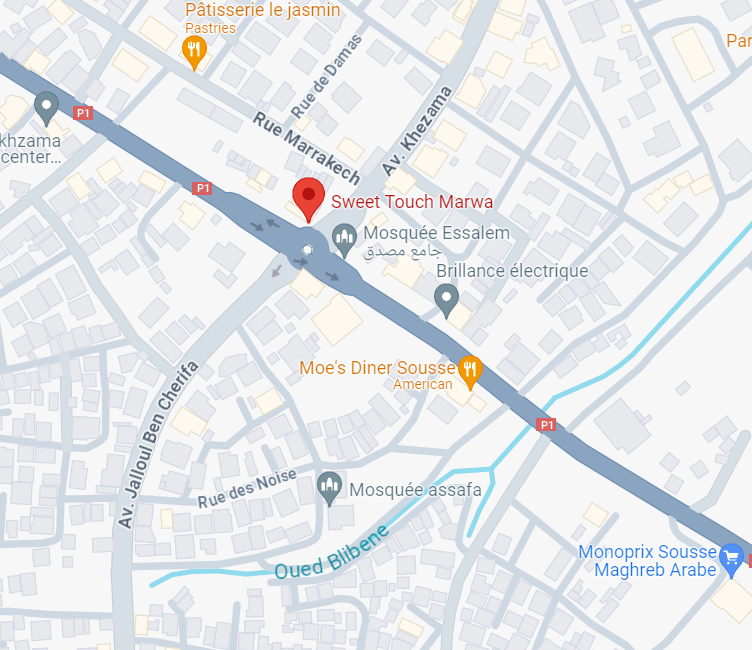 Pâtisserie le jasmin
Pastries
Par
Rue de Damas
P1
khzama
center...
Rue Marrakech
Av. Khezama
P1
Sweet Touch Marwa
Mosquée Essalem
جامع مصدق
Brillance électrique
Moe's Diner Sousse
American
P1
Av. Jalloul Ben Cherifa
Rue des Noise
Mosquée assafa
Oued Blibene
Monoprix Sousse
Maghreb Arabe